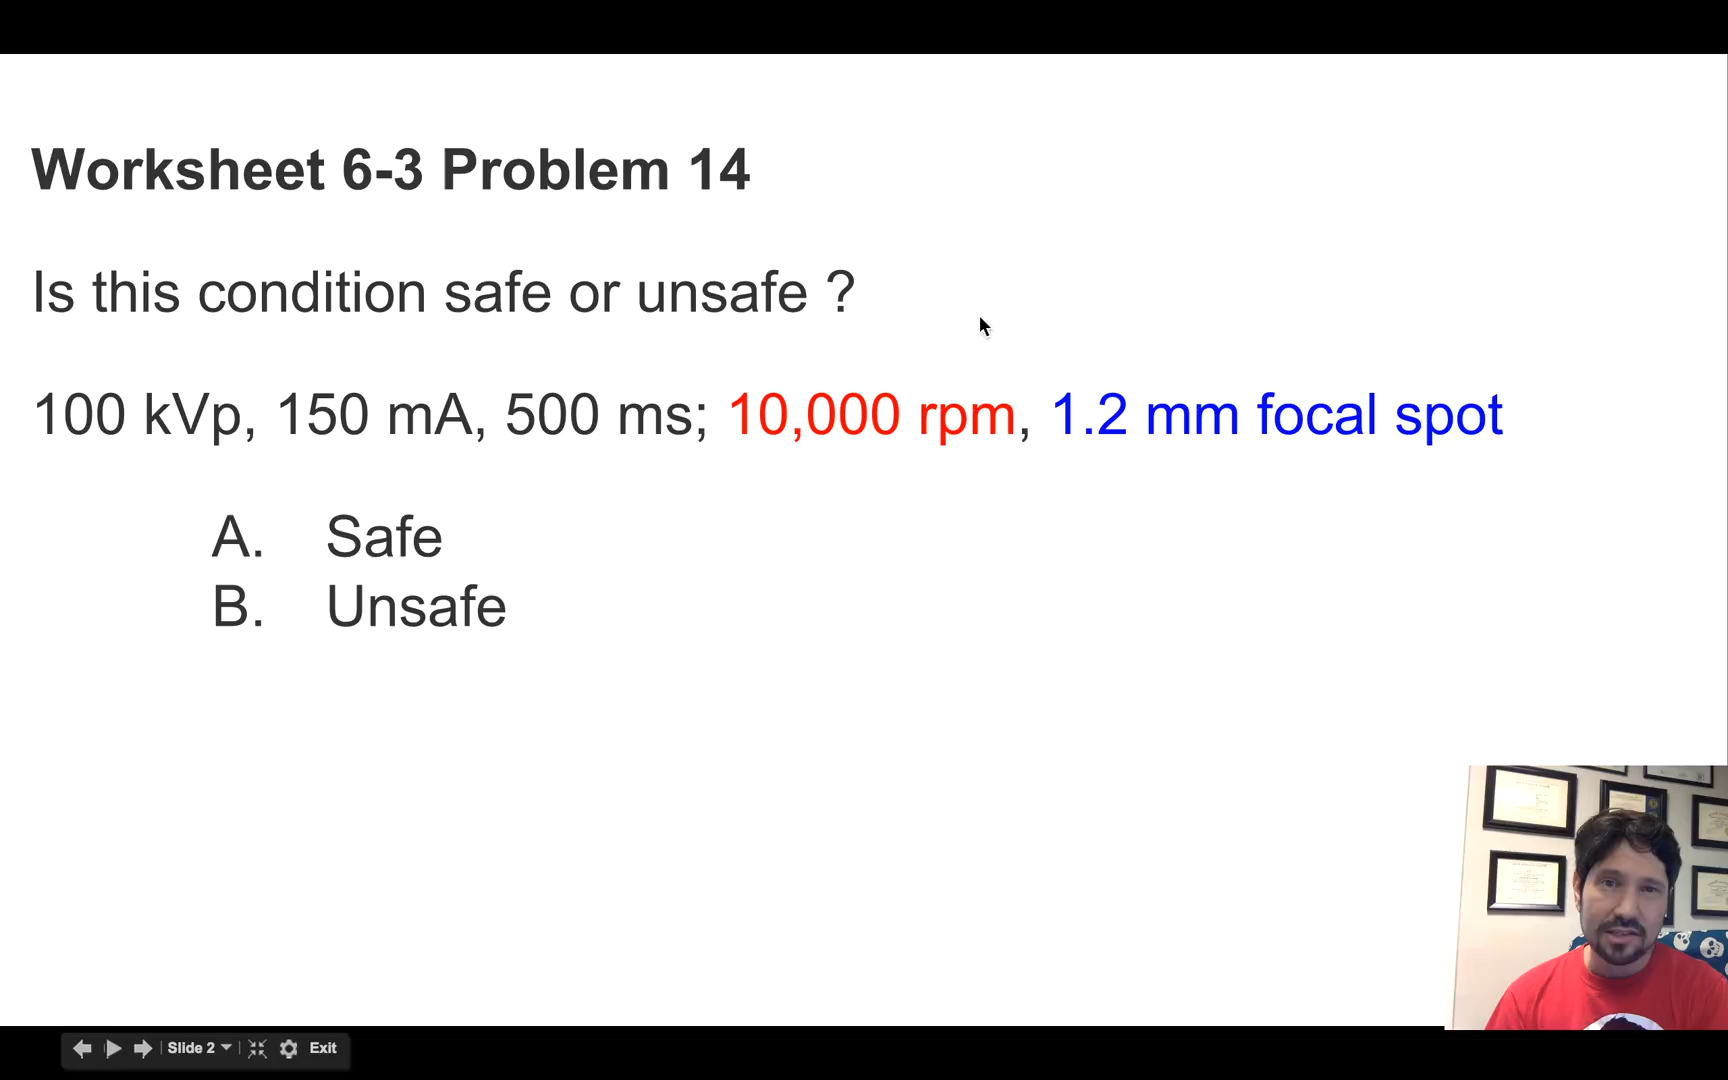 Worksheet 6-3 Problem 14
Is this condition safe or unsafe ?
100 kVp, 150 mA, 500 ms; 10,000 rpm, 1.2 mm focal spot
A. Safe
B. Unsafe
Slide 2
Exit